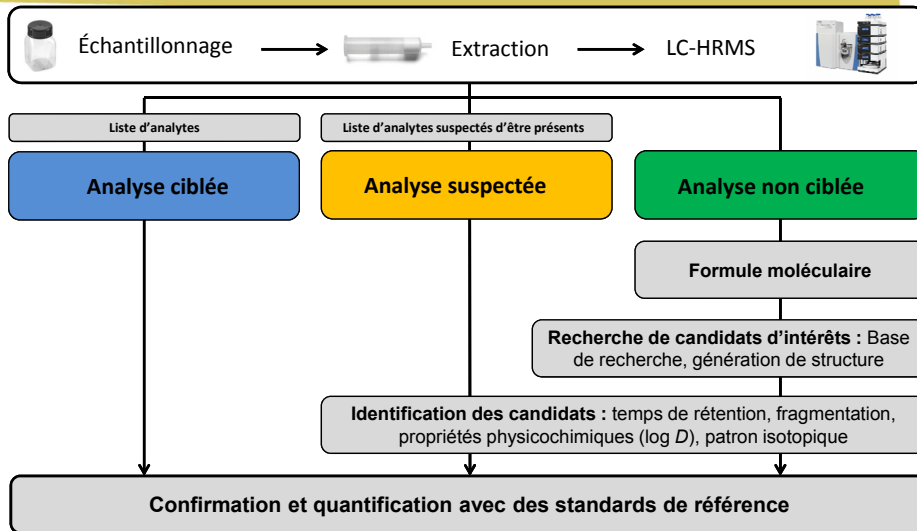 Échantillonnage
Extraction
LC-HRMS
Liste d'analytes
Liste d'analytes suspectés d'être présents
Analyse ciblée
Analyse suspectée
Analyse non ciblée
Formule moléculaire
Recherche de candidats d'intérêts : Base
de recherche, génération de structure
Identification des candidats : temps de rétention, fragmentation,
propriétés physicochimiques (log D), patron isotopique
Confirmation et quantification avec des standards de référence